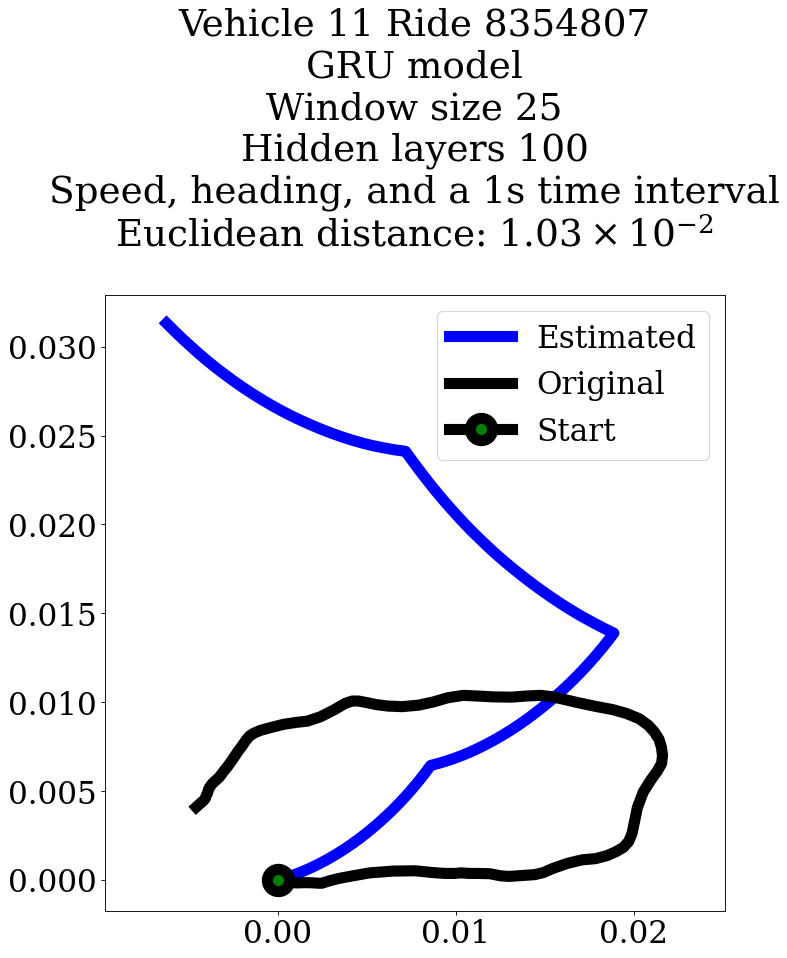 Vehicle 11 Ride 8354807
GRU model
Window size 25
Hidden layers 100
Speed, heading, and a 1s time interval
Euclidean distance: 1.03 × 10⁻²
Estimated
Original
Start
0.030
0.025
0.020
0.015
0.010
0.005
0.000
0.00 0.01 0.02